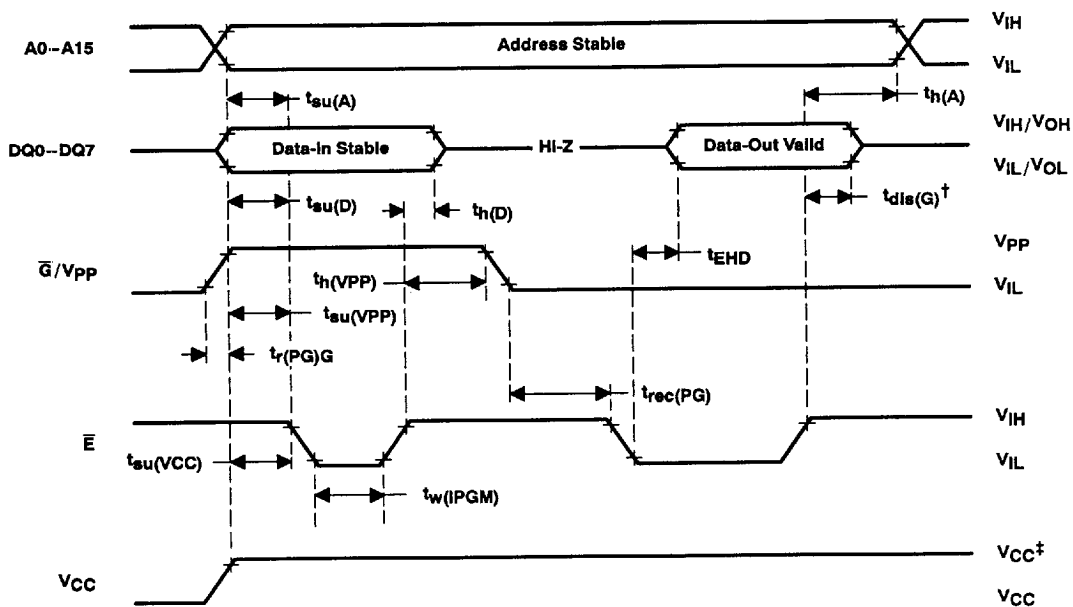 A0–A15
Address Stable
VIH
VIL
tsu(A)
th(A)
DQ0–DQ7
Data-In Stable
HI-Z
Data-Out Valid
VIH/VOH
VIL/VOL
tsu(D)
th(D)
tdis(G)†
G̅/VPP
th(VPP)
tEHD
VPP
VIL
tsu(VPP)
tr(PG)G
trec(PG)
E̅
VIH
VIL
tsu(VCC)
tw(IPGM)
VCC
VCC‡
VCC